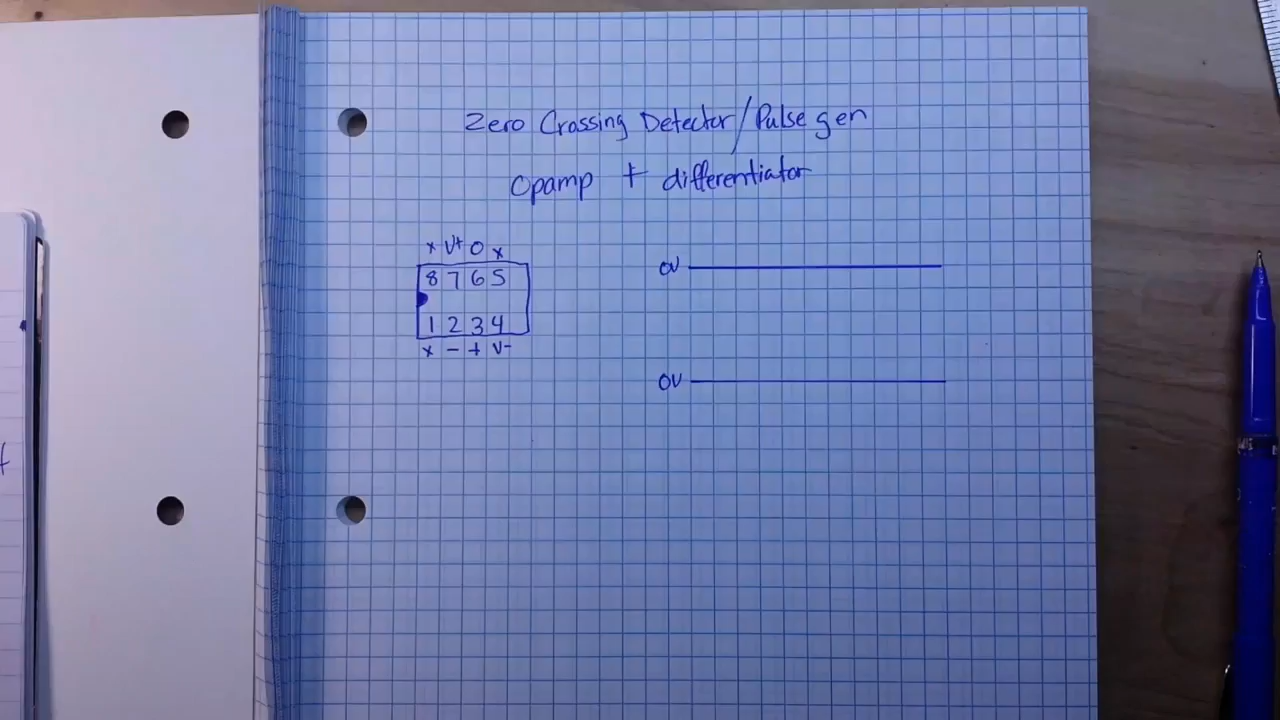 Zero Crossing Detector/Pulse gen
Opamp + differentiator
x V+ O x
8 7 6 5
1 2 3 4
x - + V-
0V
0V